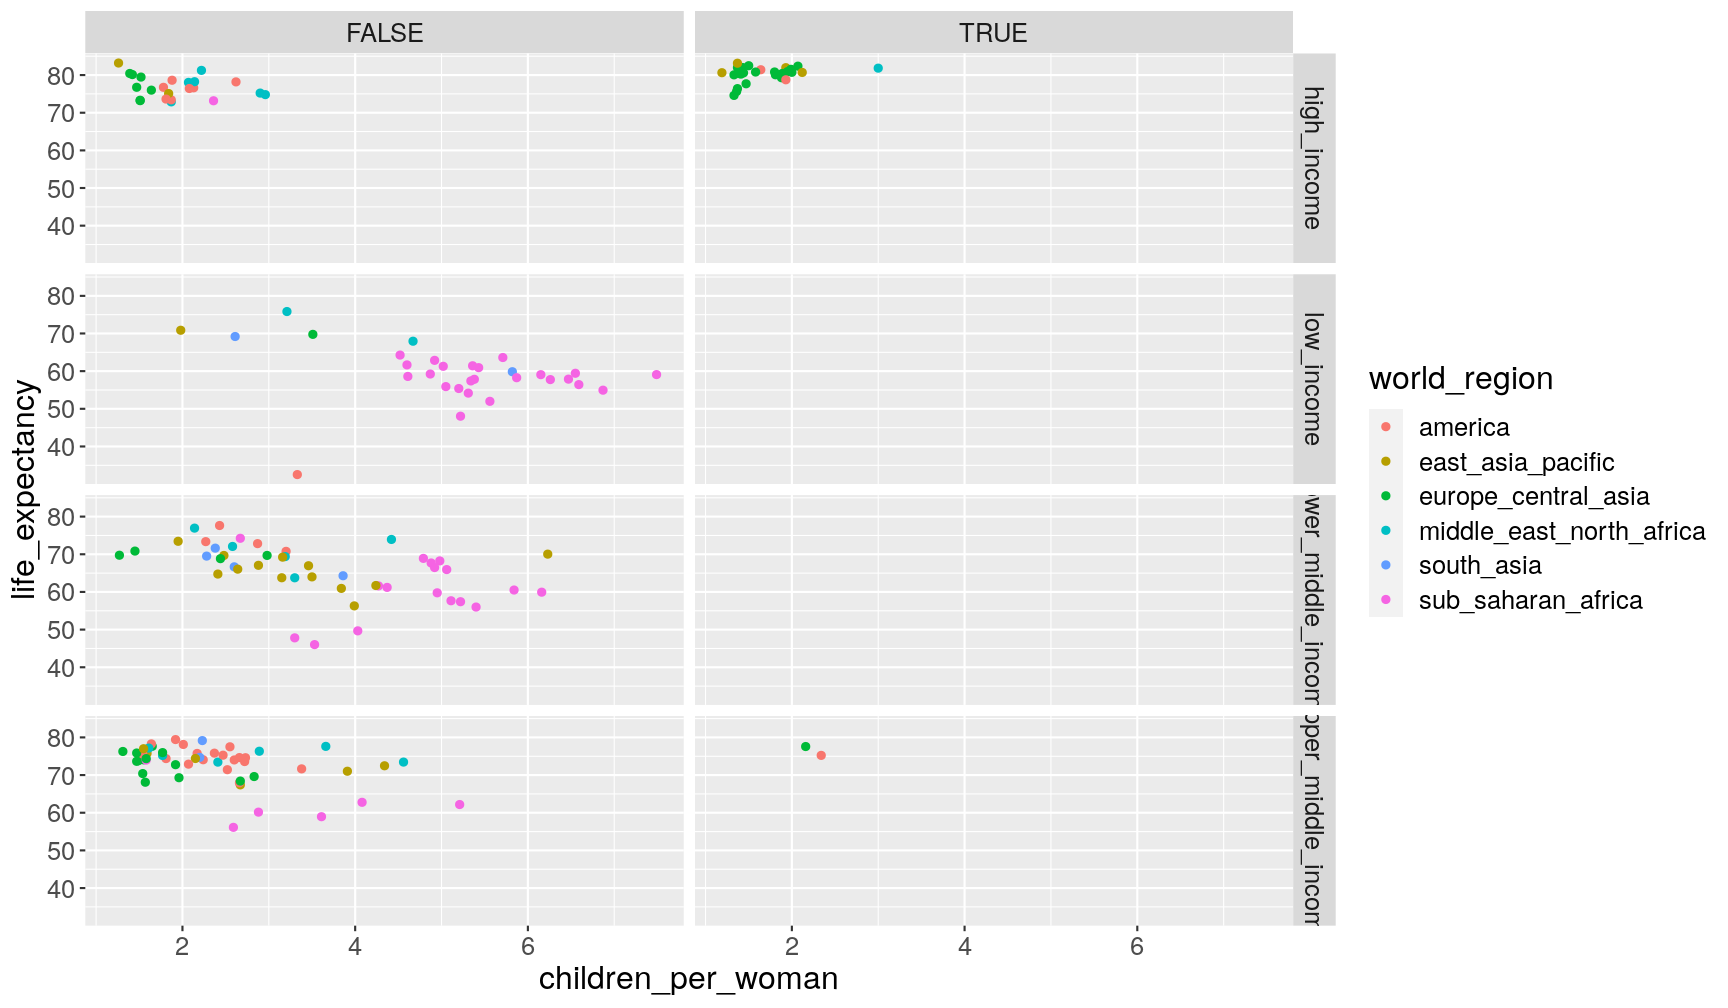 FALSE
TRUE
80
70
60
50
40
high_income
80
70
60
50
40
low_income
80
70
60
50
40
wer_middle_incom
80
70
60
50
40
pper_middle_incom
2
4
6
2
4
6
children_per_woman
life_expectancy
world_region
america
east_asia_pacific
europe_central_asia
middle_east_north_africa
south_asia
sub_saharan_africa